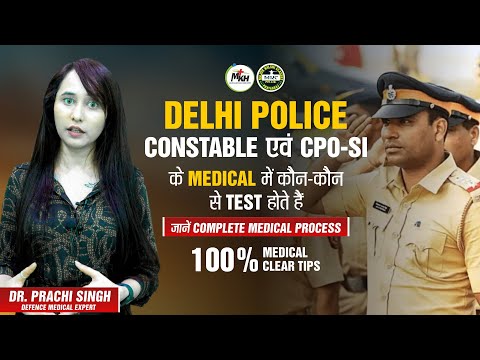 MKH
DELHI POLICE
CONSTABLE एवं CPO-SI
के MEDICAL में कौन-कौन
से TEST होते हैं
जानें COMPLETE MEDICAL PROCESS
100% MEDICAL
CLEAR TIPS
DR. PRACHI SINGH
DEFENCE MEDICAL EXPERT